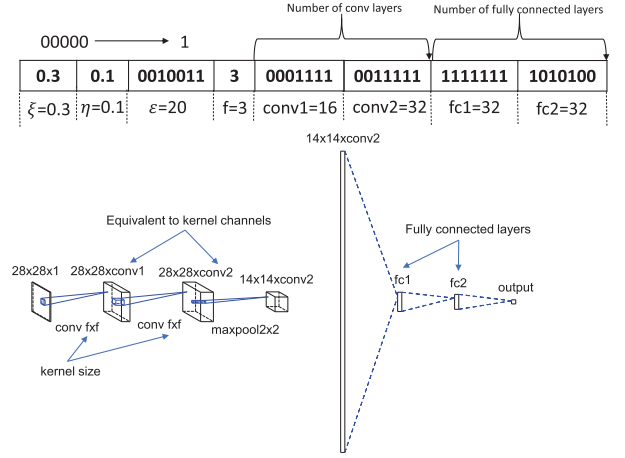 Number of conv layers
Number of fully connected layers
00000 1
0.3 0.1 0010011 3 0001111 0011111 1111111 1010100
ξ=0.3 η=0.1 ε=20 f=3 conv1=16 conv2=32 fc1=32 fc2=32
14x14xconv2
Equivalent to kernel channels
Fully connected layers
28x28x1 28x28xconv1 28x28xconv2 14x14xconv2
fc1 fc2 output
conv fxf conv fxf maxpool2x2
kernel size